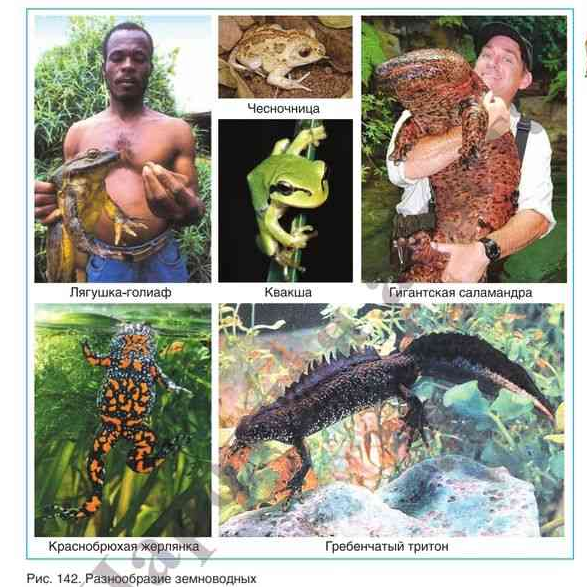 Чесночница
Лягушка-голиаф
Квакша
Гигантская саламандра
Краснобрюхая жерлянка
Гребенчатый тритон
Рис. 142. Разнообразие земноводных